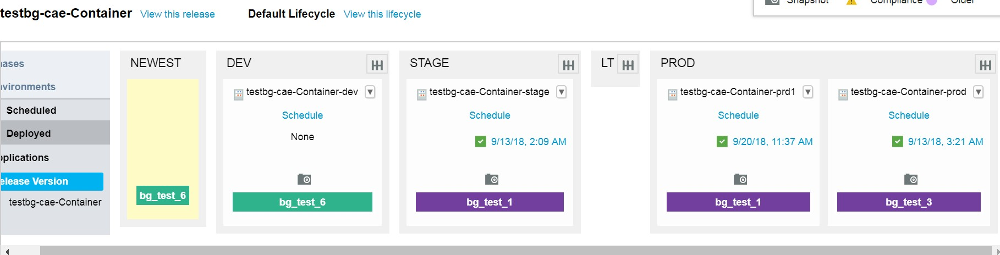 testbg-cae-Container View this release Default Lifecycle View this lifecycle
Snapshot Compliance Older
NEWEST DEV STAGE LT PROD
ases
vironments
Scheduled
Deployed
plications
elease Version
testbg-cae-Container
bg_test_6
testbg-cae-Container-dev
Schedule
None
bg_test_6
testbg-cae-Container-stage
Schedule
9/13/18, 2:09 AM
bg_test_1
testbg-cae-Container-prd1
Schedule
9/20/18, 11:37 AM
bg_test_1
testbg-cae-Container-prod
Schedule
9/13/18, 3:21 AM
bg_test_3